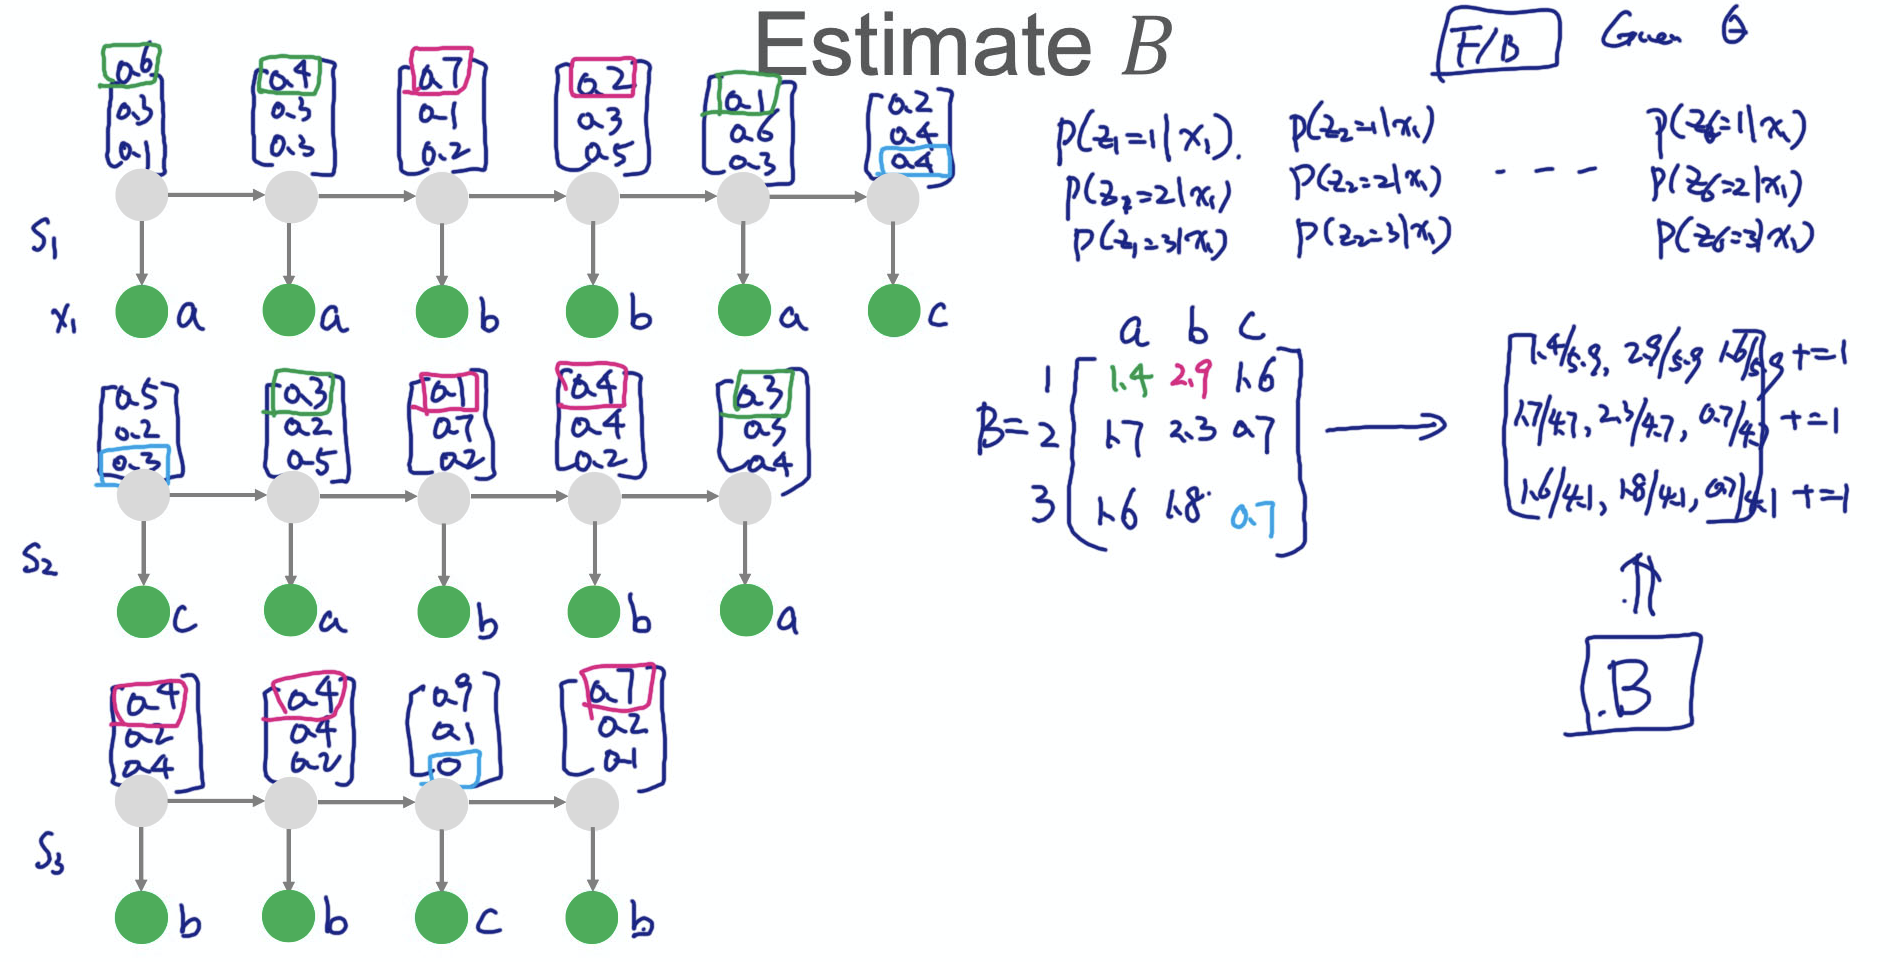 Estimate B
F/B Given θ
0.6 0.4 0.7 0.2 0.1 0.2
0.3 0.3 0.1 0.3 0.6 0.4
0.1 0.3 0.2 0.5 0.3 0.4
P(z₁=1|x₁). P(z₂=1|x₁) P(z₆=1|x₁)
P(z₂=2|x₁) P(z₂=2|x₁) - - - - P(z₆=2|x₁)
P(z₁=3|x₁) P(z₂=3|x₁) P(z₆=3|x₁)
S₁
x₁ a a b b a c
a b c
1 1.4 2.9 1.6
B= 2 1.7 2.3 0.7
3 1.6 1.8 0.7
1.4/5.9, 2.9/5.9 1.6/5.9 +=1
1.7/4.7, 2.3/4.7, 0.7/4.7 +=1
1.6/4.1, 1.8/4.1, 0.7/4.1 +=1
B
0.5 0.3 0.1 0.4 0.3
0.2 0.2 0.7 0.4 0.3
0.3 0.5 0.2 0.2 0.4
S₂
c a b b a
0.4 0.4 0.9 0.7
0.2 0.4 0.1 0.2
0.4 0.2 0 0.1
S₃
b b c b